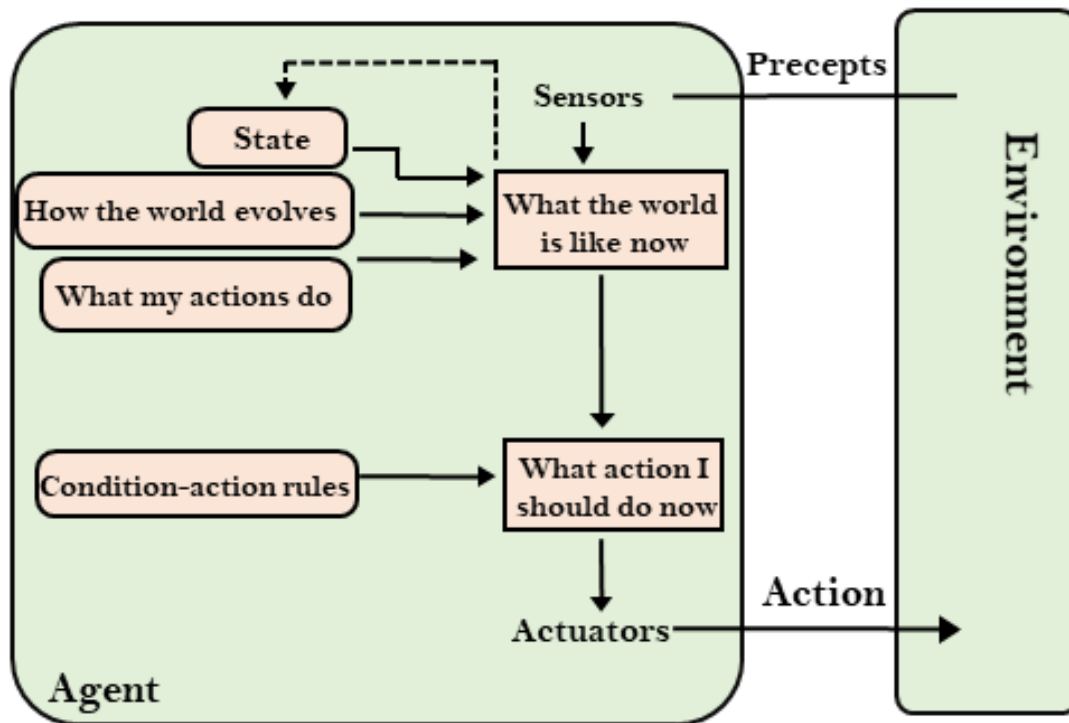 Precepts
Sensors
State
How the world evolves
What my actions do
What the world
is like now
Environment
Condition-action rules
What action I
should do now
Action
Actuators
Agent